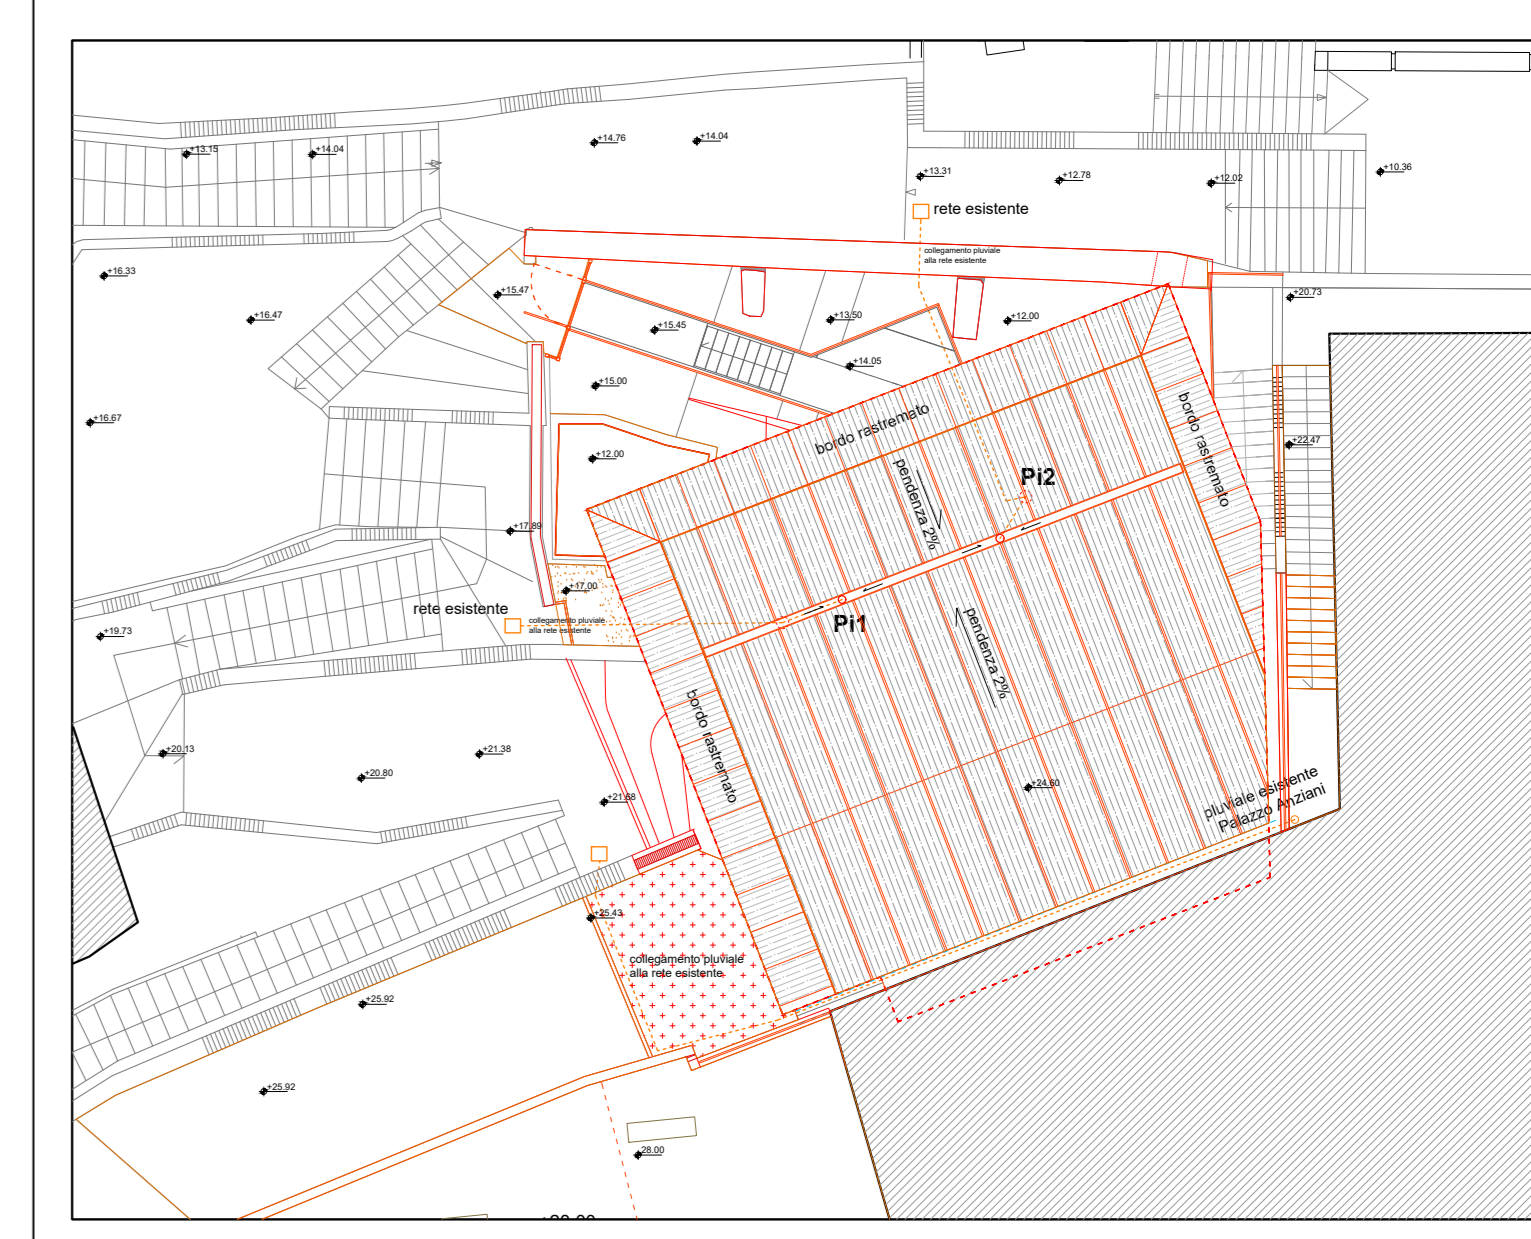 +14.76
+14.04
+13.15
+14.04
+13.31
+12.78
+12.02
+10.36
rete esistente
collegamento pluviale
alla rete esistente
+16.33
+15.47
+20.73
+16.47
+15.45
+13.50
+12.00
+14.05
+15.00
bordo rastremato
bordo rastremato
+16.67
+12.00
+22.47
pendenza 2%
Pi2
+17.89
+17.00
rete esistente
collegamento pluviale
alla rete esistente
Pi1
pendenza 2%
+19.73
bordo rastremato
+20.13
+21.38
+20.80
+21.68
+24.60
pluviale esistente
Palazzo Anziani
+25.43
collegamento pluviale
alla rete esistente
+25.92
+25.92
28.00